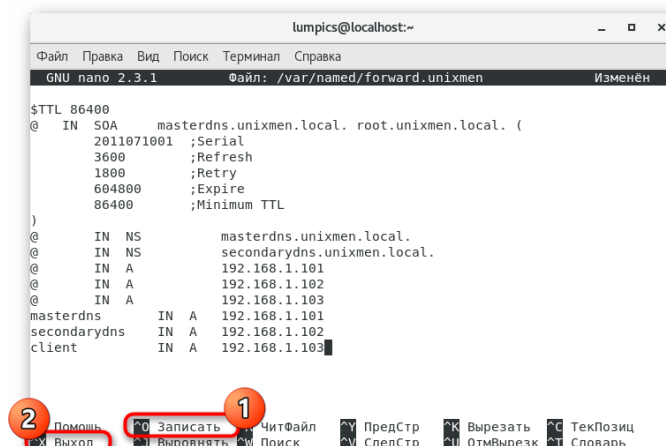 lumpics@localhost:~
Файл Правка Вид Поиск Терминал Справка
GNU nano 2.3.1 Файл: /var/named/forward.unixmen Изменён
$TTL 86400
@ IN SOA masterdns.unixmen.local. root.unixmen.local. (
2011071001 ;Serial
3600 ;Refresh
1800 ;Retry
604800 ;Expire
86400 ;Minimum TTL
)
@ IN NS masterdns.unixmen.local.
@ IN NS secondarydns.unixmen.local.
@ IN A 192.168.1.101
@ IN A 192.168.1.102
@ IN A 192.168.1.103
masterdns IN A 192.168.1.101
secondarydns IN A 192.168.1.102
client IN A 192.168.1.103
2 1
Помощь ^O Записать ЧитФайл ^Y ПредСтр ^K Вырезать ^C ТекПозиц
^X Выход ^J Выровнять ^W Поиск ^V СледСтр ^U ОтмВырезк ^T Словарь